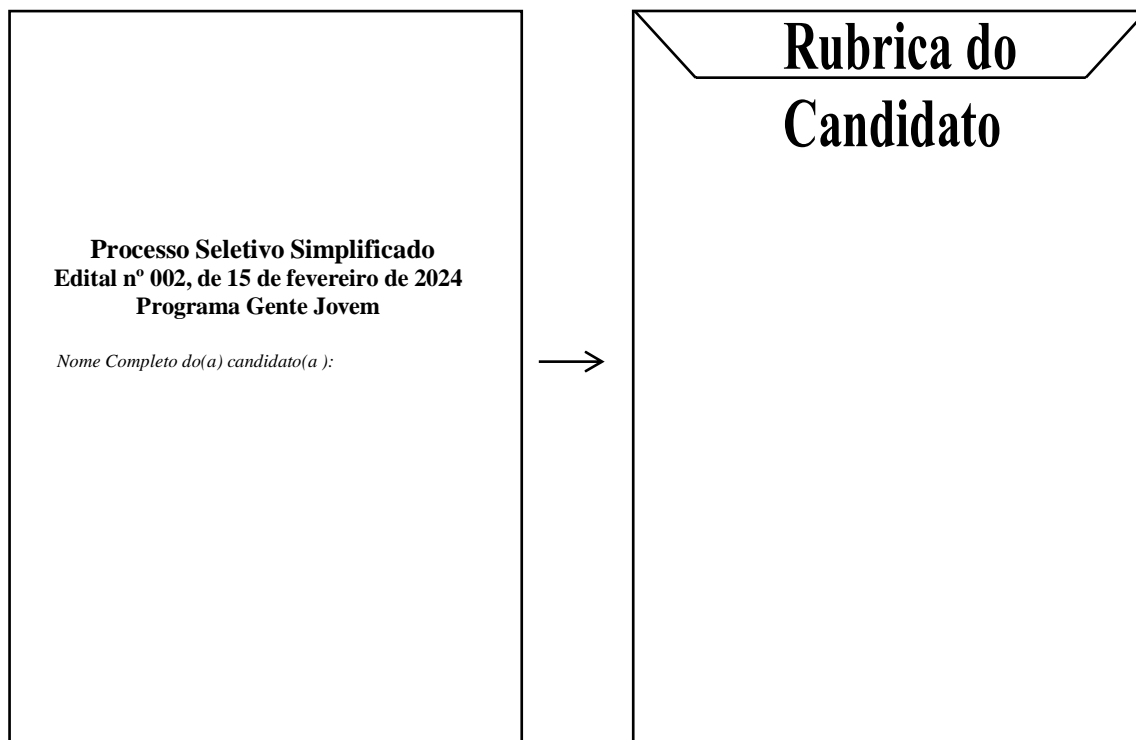 Processo Seletivo Simplificado
Edital nº 002, de 15 de fevereiro de 2024
Programa Gente Jovem
Nome Completo do(a) candidato(a ):
Rubrica do
Candidato